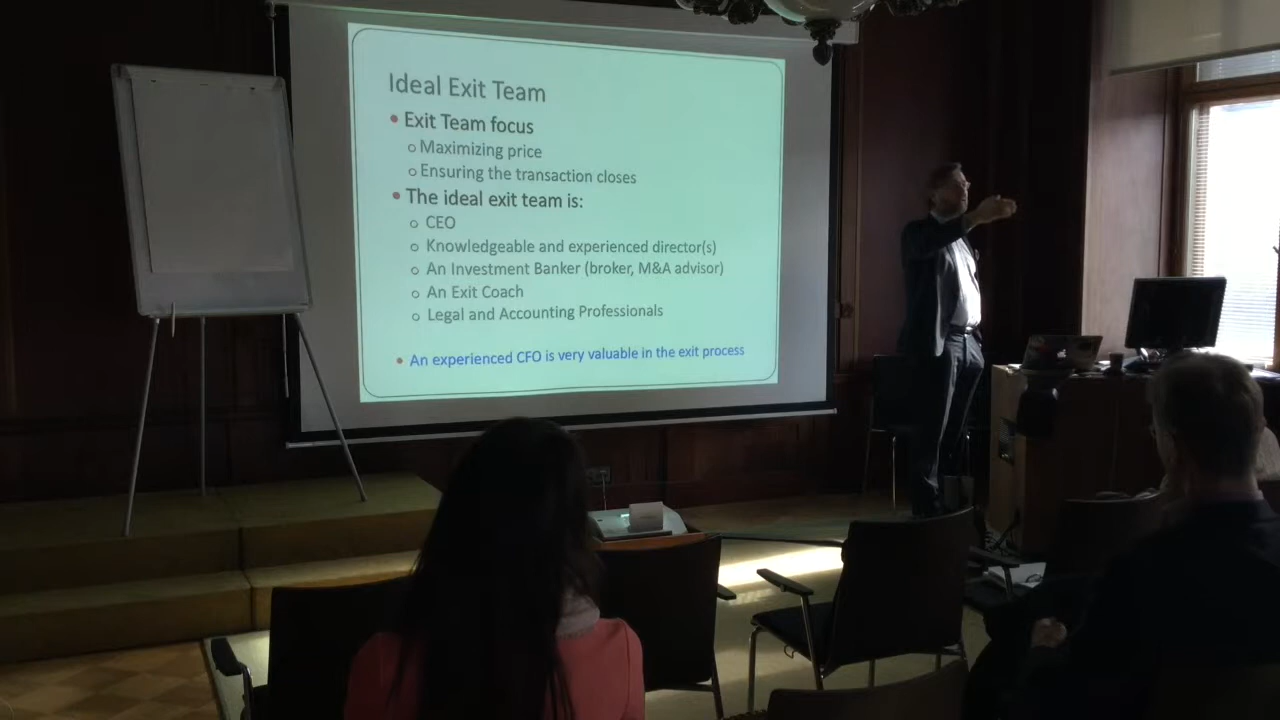 Ideal Exit Team
• Exit Team focus
o Maximizing price
o Ensuring the transaction closes
• The ideal exit team is:
o CEO
o Knowledgeable and experienced director(s)
o An Investment Banker (broker, M&A advisor)
o An Exit Coach
o Legal and Accounting Professionals
• An experienced CFO is very valuable in the exit process